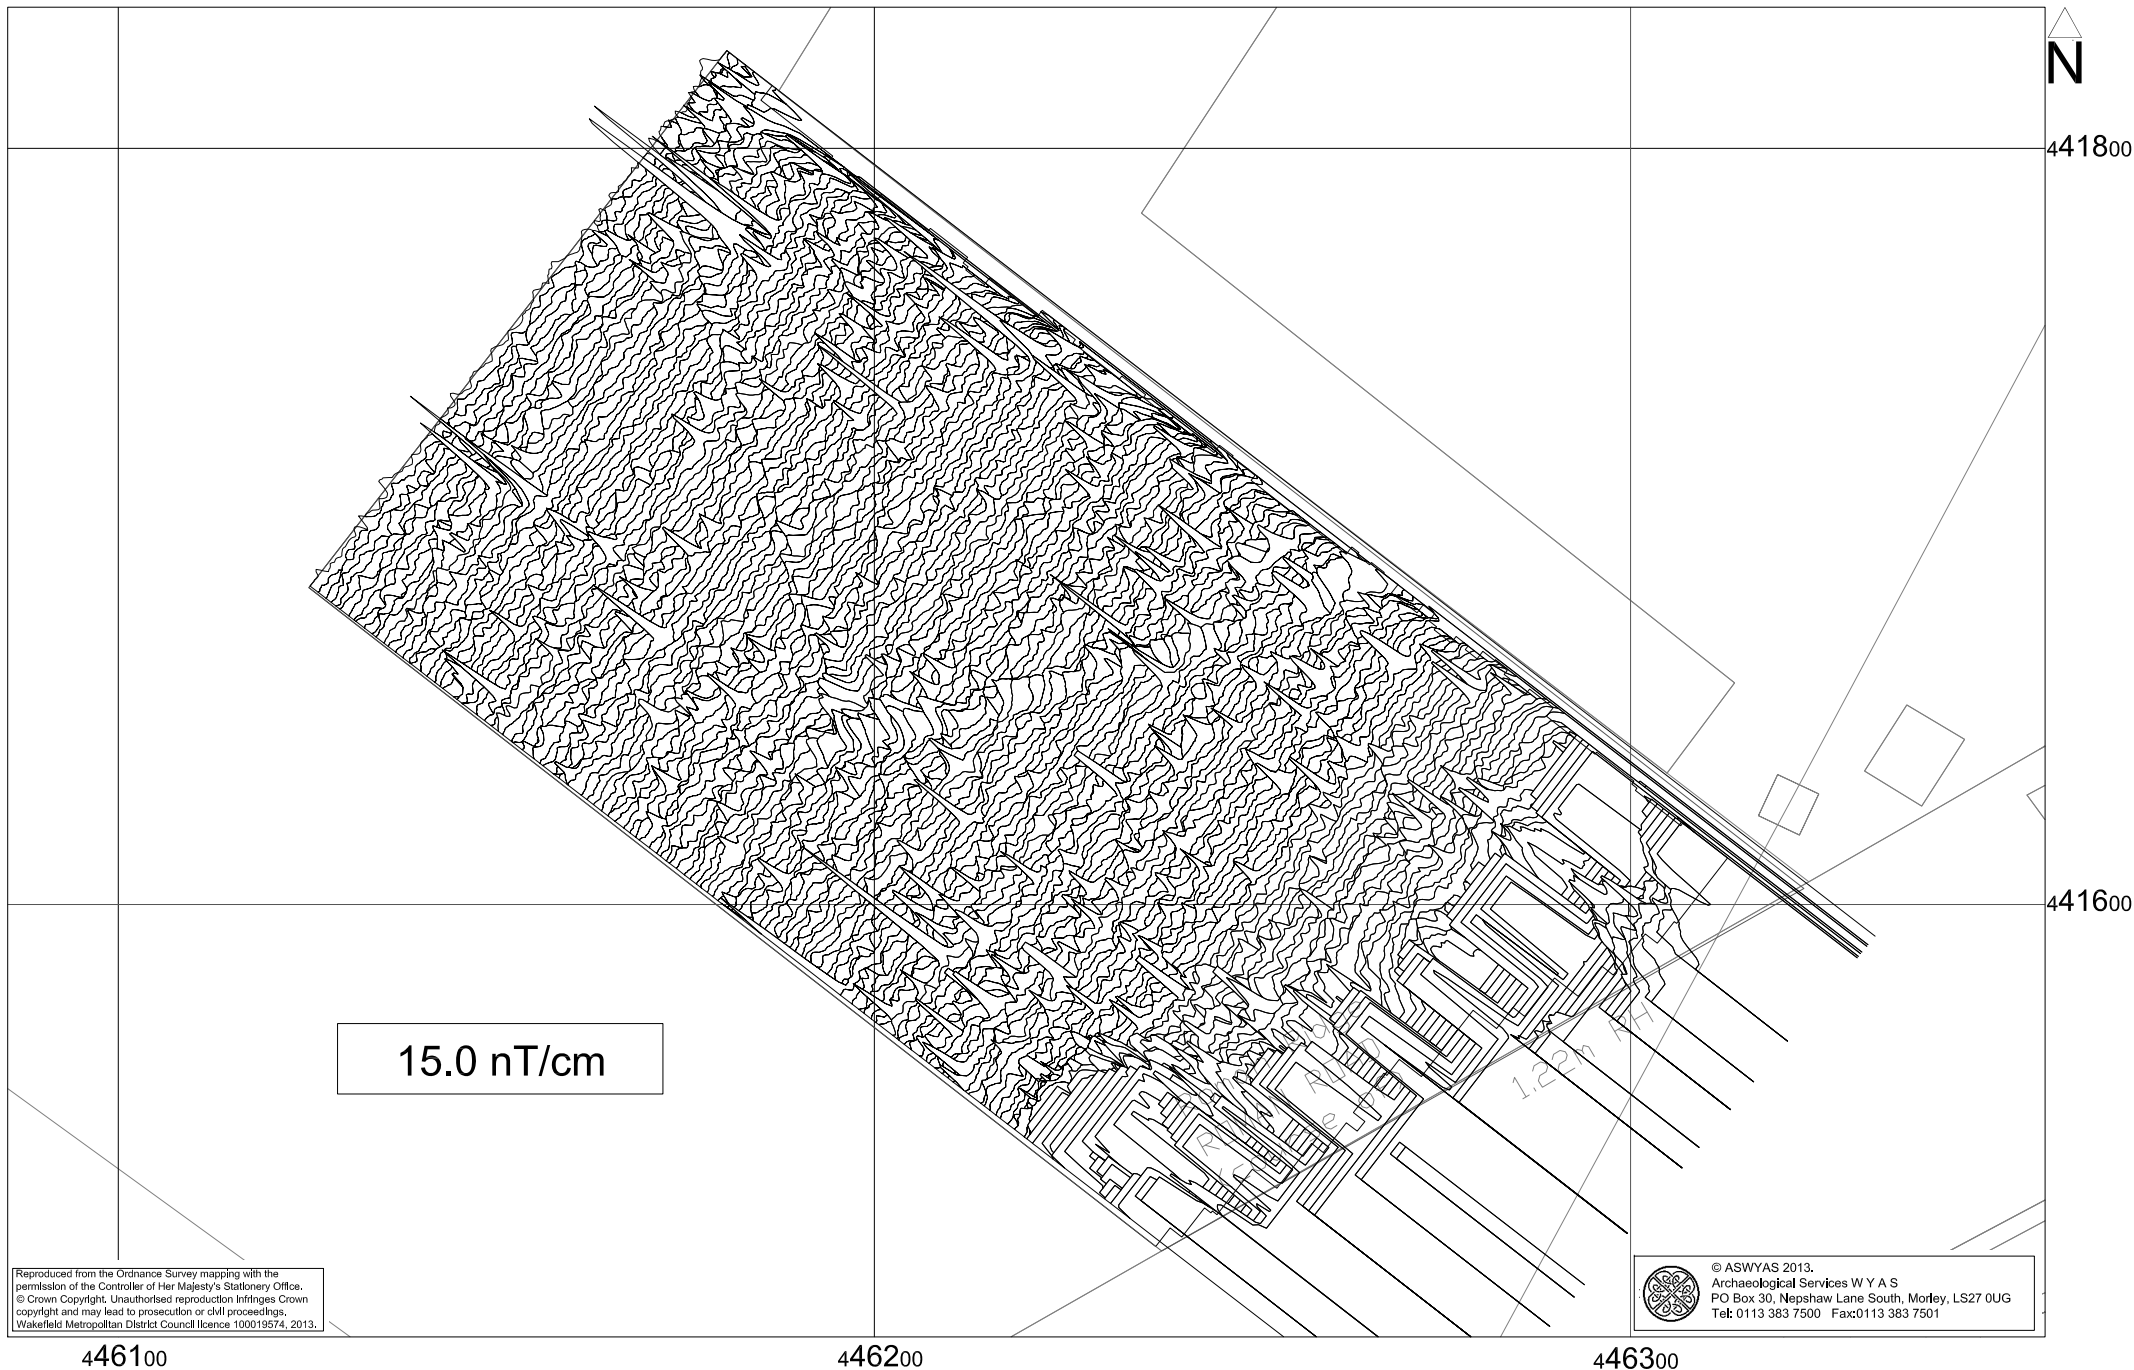 N
441800
441600
15.0 nT/cm
1.22m RH
Reproduced from the Ordnance Survey mapping with the
permission of the Controller of Her Majesty's Stationery Office.
© Crown Copyright. Unauthorised reproduction infringes Crown
copyright and may lead to prosecution or civil proceedings,
Wakefield Metropolitan District Council licence 100019574, 2013.
© ASWYAS 2013.
Archaeological Services W Y A S
PO Box 30, Nepshaw Lane South, Morley, LS27 0UG
Tel: 0113 383 7500 Fax:0113 383 7501
446100
446200
446300